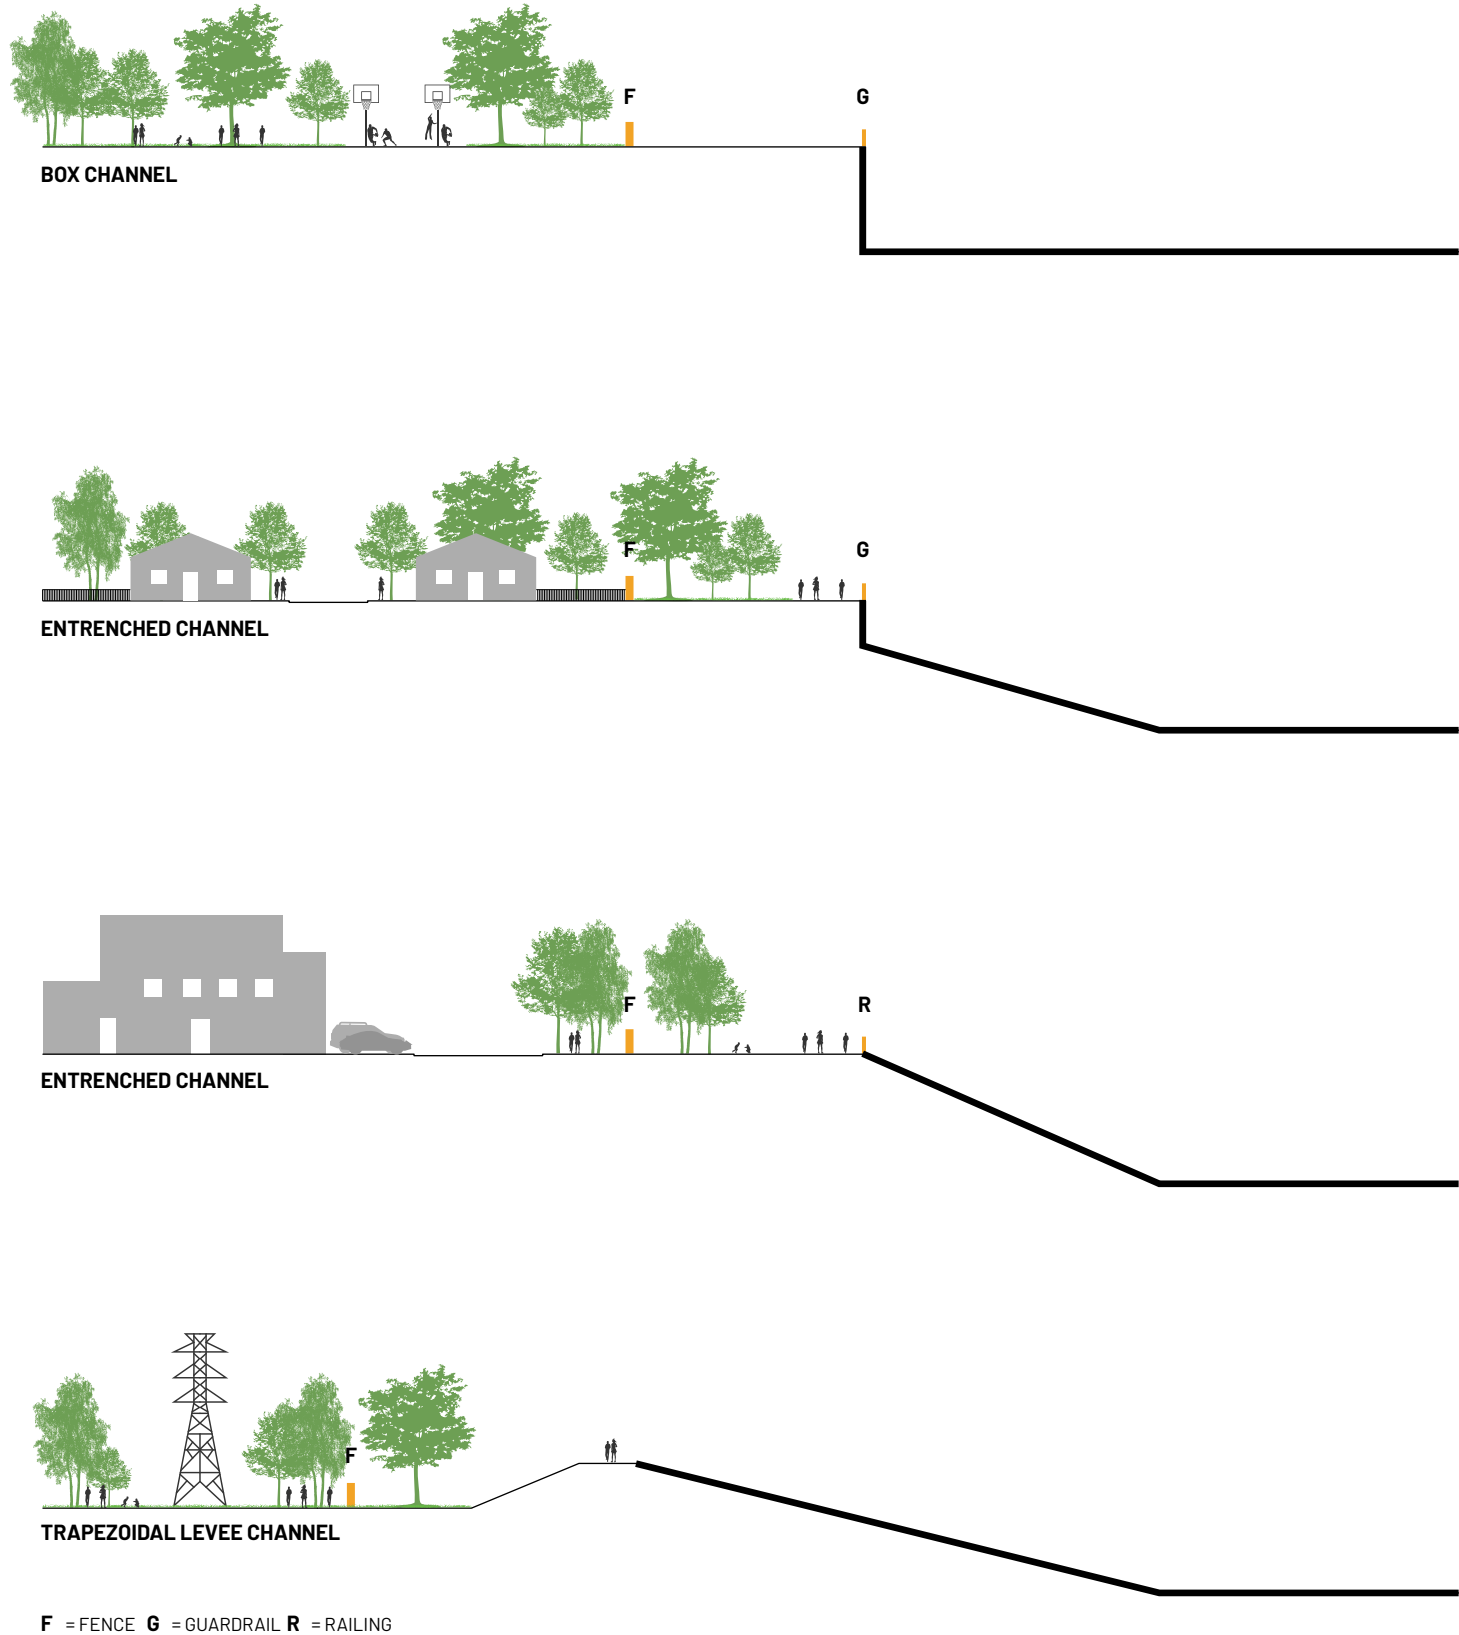 F
G
BOX CHANNEL
F
G
ENTRENCHED CHANNEL
F
R
ENTRENCHED CHANNEL
F
TRAPEZOIDAL LEVEE CHANNEL
F = FENCE G = GUARDRAIL R = RAILING